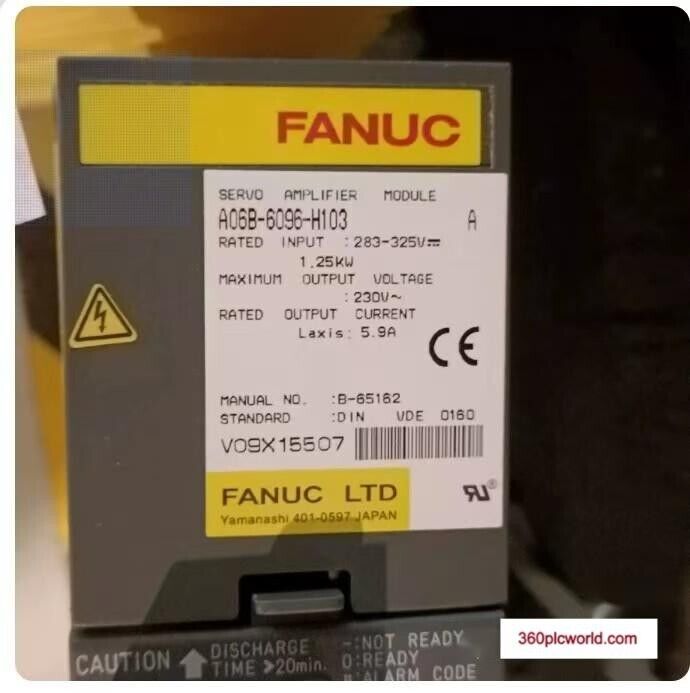 FANUC
SERVO AMPLIFIER MODULE
A06B-6096-H103 A
RATED INPUT :283-325V⎓
1.25KW
MAXIMUM OUTPUT VOLTAGE
:230V~
RATED OUTPUT CURRENT
Laxis: 5.9A
CE
MANUAL NO. :B-65162
STANDARD :DIN VDE 0160
V09X15507
FANUC LTD
Yamanashi 401-0597 JAPAN
RU®
360plcworld.com
CAUTION DISCHARGE TIME >20min.
-:NOT READY
0:READY
#:ALARM CODE